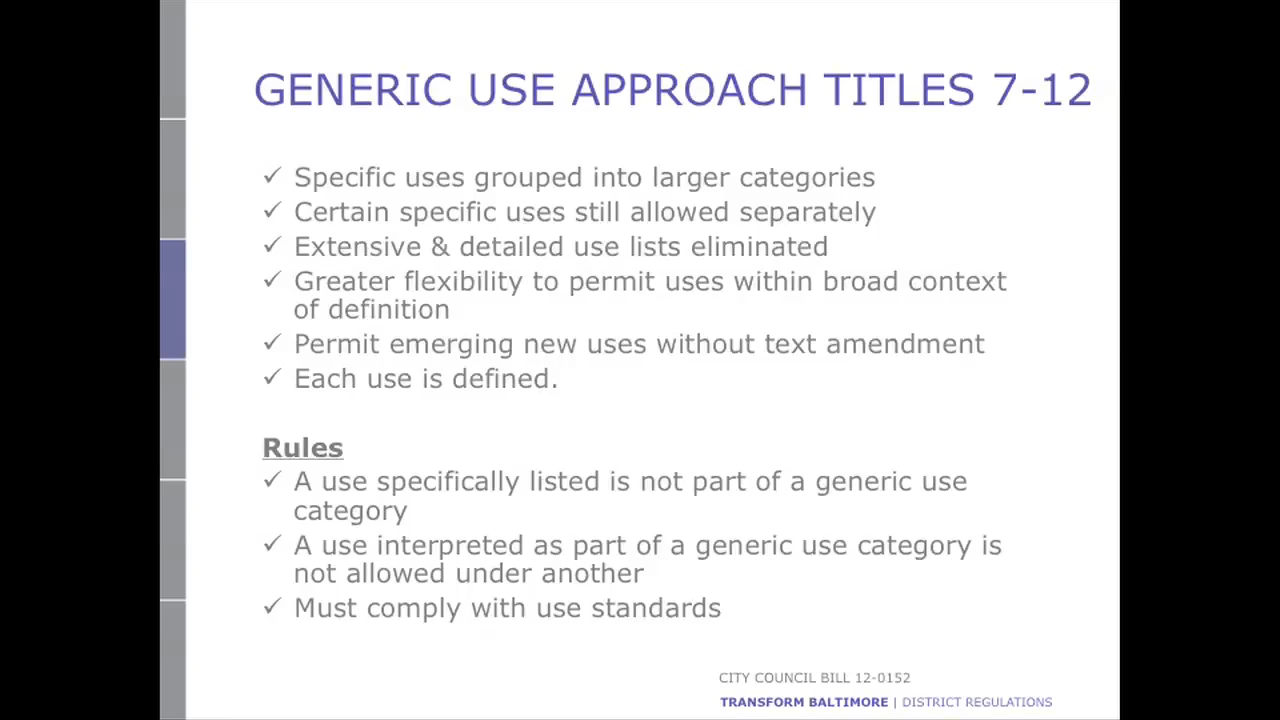 GENERIC USE APPROACH TITLES 7-12
✓ Specific uses grouped into larger categories
✓ Certain specific uses still allowed separately
✓ Extensive & detailed use lists eliminated
✓ Greater flexibility to permit uses within broad context
of definition
✓ Permit emerging new uses without text amendment
✓ Each use is defined.
Rules
✓ A use specifically listed is not part of a generic use
category
✓ A use interpreted as part of a generic use category is
not allowed under another
✓ Must comply with use standards
CITY COUNCIL BILL 12-0152
TRANSFORM BALTIMORE | DISTRICT REGULATIONS